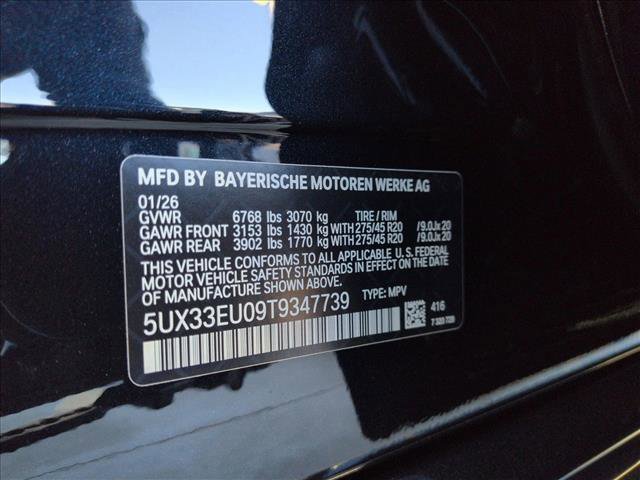 MFD BY BAYERISCHE MOTOREN WERKE AG
01/26
GVWR 6768 lbs 3070 kg TIRE / RIM
GAWR FRONT 3153 lbs 1430 kg WITH 275/45 R20 / 9.0Jx20
GAWR REAR 3902 lbs 1770 kg WITH 275/45 R20 / 9.0Jx20
THIS VEHICLE CONFORMS TO ALL APPLICABLE U.S. FEDERAL
MOTOR VEHICLE SAFETY STANDARDS IN EFFECT ON THE
DATE OF MANUFACTURE SHOWN ABOVE.
5UX33EU09T9347739 TYPE: MPV
416